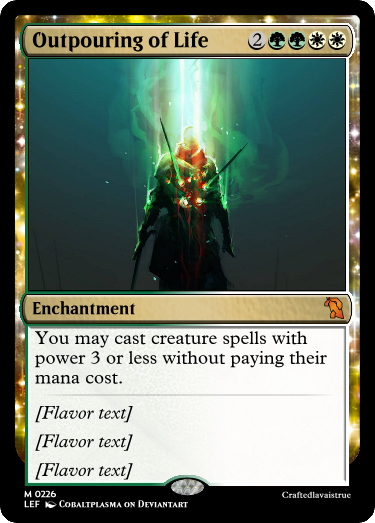 Outpouring of Life 2
Enchantment
You may cast creature spells with
power 3 or less without paying their
mana cost.
[Flavor text]
[Flavor text]
[Flavor text]
M 0226
LEF Cobaltplasma on Deviantart
Craftedlavaistrue